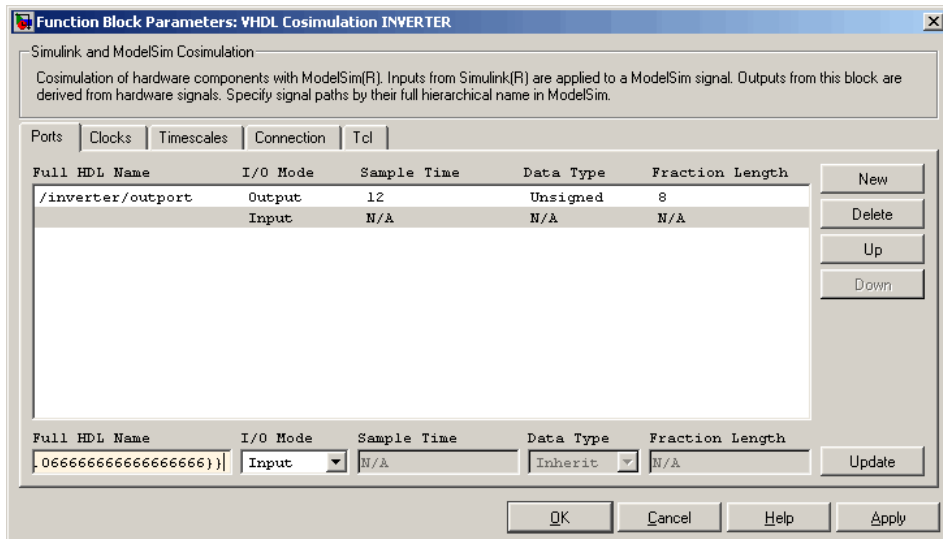 Function Block Parameters: VHDL Cosimulation INVERTER
Simulink and ModelSim Cosimulation
Cosimulation of hardware components with ModelSim(R). Inputs from Simulink(R) are applied to a ModelSim signal. Outputs from this block are
derived from hardware signals. Specify signal paths by their full hierarchical name in ModelSim.
Ports Clocks Timescales Connection Tcl
Full HDL Name I/O Mode Sample Time Data Type Fraction Length
/inverter/outport Output 12 Unsigned 8
Input N/A N/A N/A
New
Delete
Up
Down
Full HDL Name I/O Mode Sample Time Data Type Fraction Length
.066666666666666666}} Input N/A Inherit N/A Update
OK Cancel Help Apply